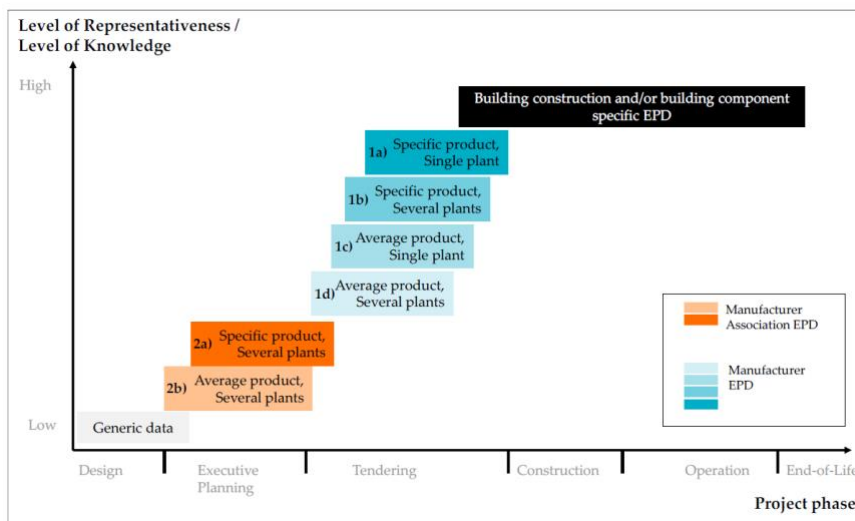 Level of Representativeness /
Level of Knowledge
High
Building construction and/or building component
specific EPD
1a) Specific product,
Single plant
1b) Specific product,
Several plants
1c) Average product,
Single plant
1d) Average product,
Several plants
2a) Specific product,
Several plants
2b) Average product,
Several plants
Manufacturer
Association EPD
Manufacturer
EPD
Low
Generic data
Design
Executive
Planning
Tendering
Construction
Operation
End-of-Life
Project phase